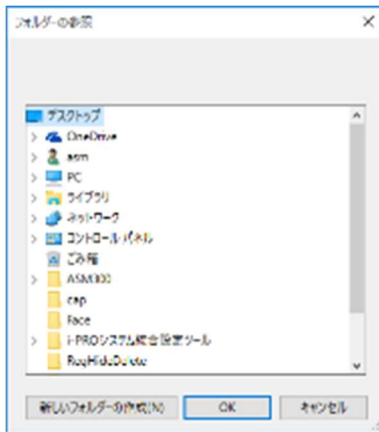 フォルダーの参照
デスクトップ
OneDrive
asm
PC
ライブラリ
ネットワーク
コントロール パネル
ごみ箱
ASM300
cap
Face
i-PROシステム統合設定ツール
RegHideDelete
新しいフォルダーの作成(N)
OK
キャンセル